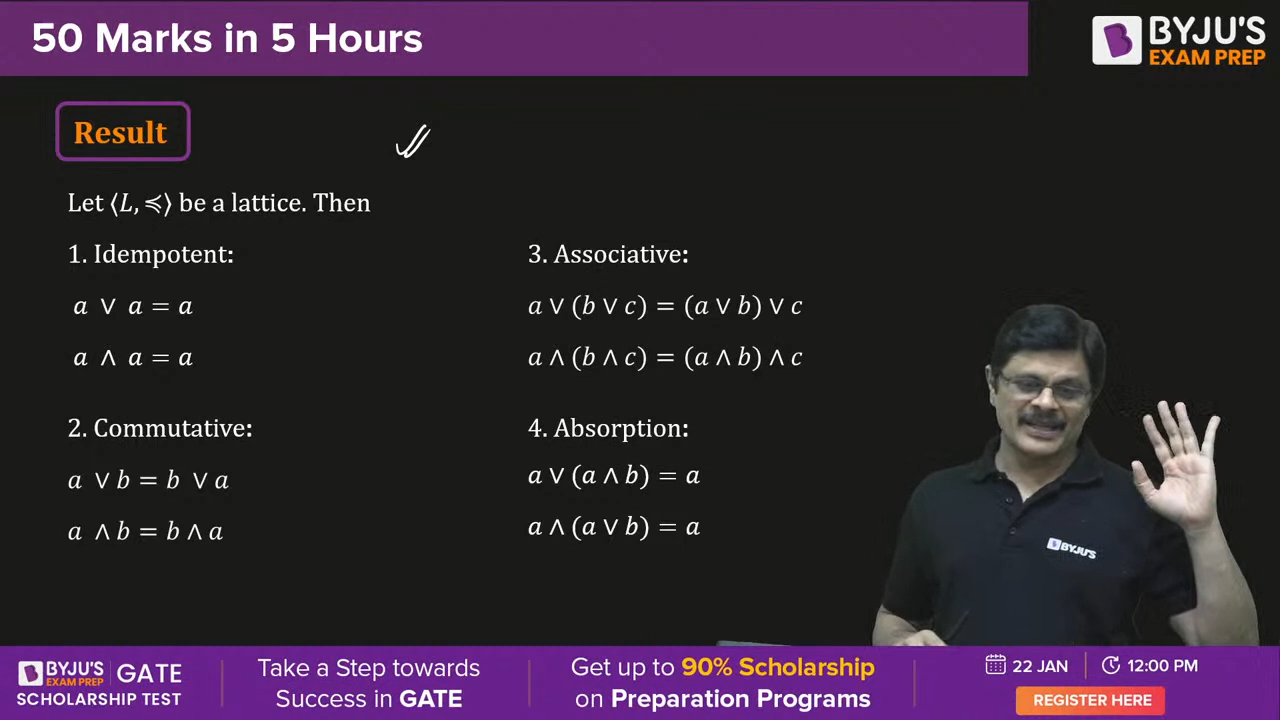 50 Marks in 5 Hours
BYJU'S
EXAM PREP
Result
Let ⟨L, ≼⟩ be a lattice. Then
1. Idempotent:
a ∨ a = a
a ∧ a = a
2. Commutative:
a ∨ b = b ∨ a
a ∧ b = b ∧ a
3. Associative:
a ∨ (b ∨ c) = (a ∨ b) ∨ c
a ∧ (b ∧ c) = (a ∧ b) ∧ c
4. Absorption:
a ∨ (a ∧ b) = a
a ∧ (a ∨ b) = a
BYJU'S
BYJU'S
EXAM PREP
GATE
SCHOLARSHIP TEST
Take a Step towards
Success in GATE
Get up to 90% Scholarship
on Preparation Programs
22 JAN
12:00 PM
REGISTER HERE